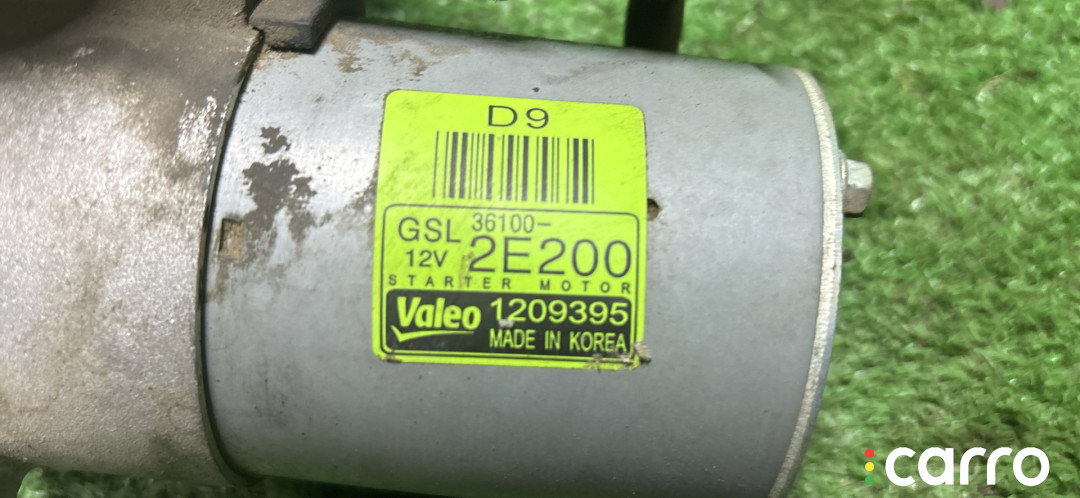 D9
GSL 36100-
12V 2E200
STARTER MOTOR
Valeo 1209395
MADE IN KOREA
carro